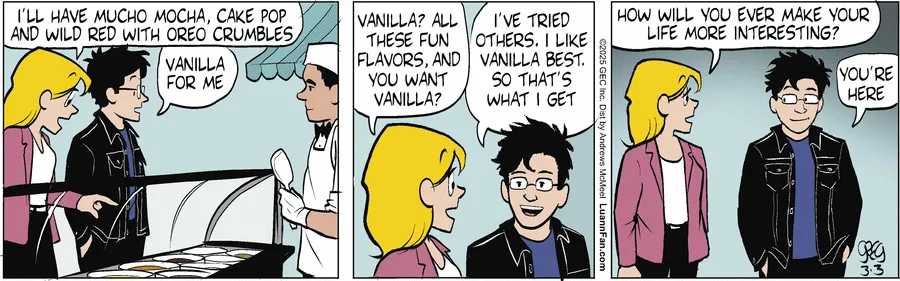 I'LL HAVE MUCHO MOCHA, CAKE POP
AND WILD RED WITH OREO CRUMBLES
VANILLA
FOR ME
VANILLA? ALL
THESE FUN
FLAVORS, AND
YOU WANT
VANILLA?
I'VE TRIED
OTHERS. I LIKE
VANILLA BEST.
SO THAT'S
WHAT I GET
©2025 GEC Inc. Dist by Andrews McMeel LuannFan.com
HOW WILL YOU EVER MAKE YOUR
LIFE MORE INTERESTING?
YOU'RE
HERE
GREG
3.3